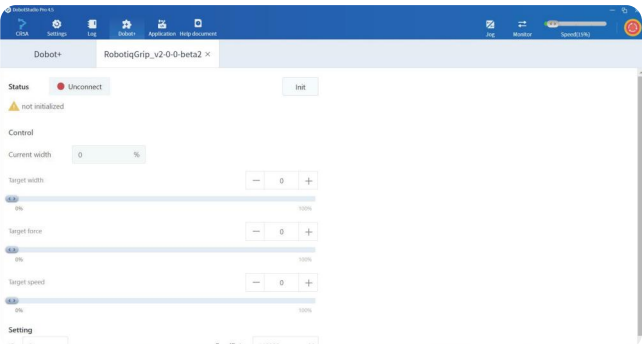 DobotStudio Pro 4.5
CR5A Settings Log Dobot+ Application Help document Jog Monitor Speed(15%)
Dobot+ RobotiqGrip_v2-0-0-beta2 ×
Status Unconnect Init
not initialized
Control
Current width 0 %
Target width — 0 +
0% 100%
Target force — 0 +
0% 100%
Target speed — 0 +
0% 100%
Setting